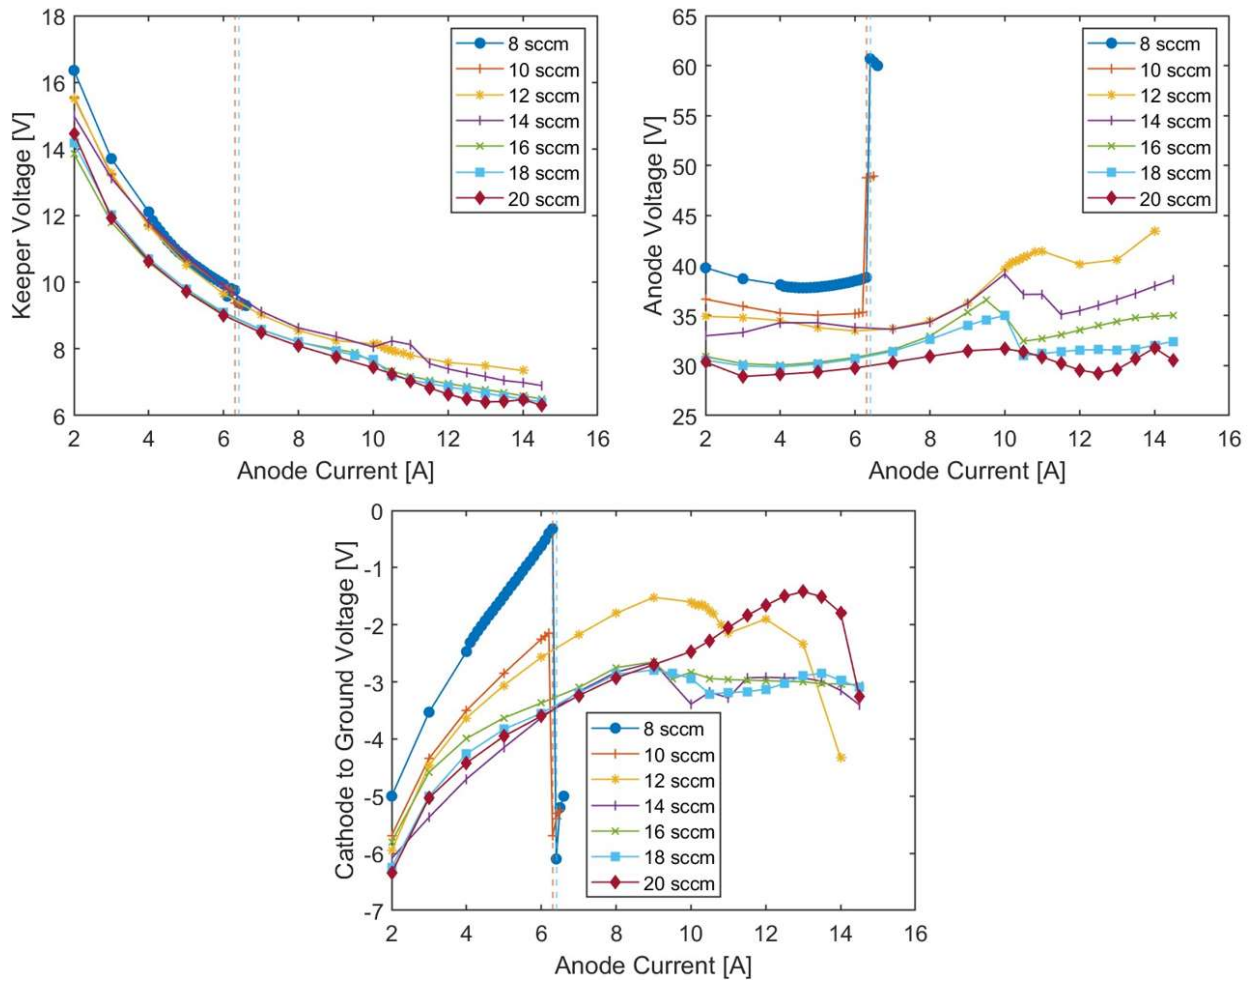 18
16
14
12
10
8
6
Keeper Voltage [V]
8 sccm
10 sccm
12 sccm
14 sccm
16 sccm
18 sccm
20 sccm
2 4 6 8 10 12 14 16
Anode Current [A]
65
60
55
50
45
40
35
30
25
Anode Voltage [V]
8 sccm
10 sccm
12 sccm
14 sccm
16 sccm
18 sccm
20 sccm
2 4 6 8 10 12 14 16
Anode Current [A]
0
-1
-2
-3
-4
-5
-6
-7
Cathode to Ground Voltage [V]
8 sccm
10 sccm
12 sccm
14 sccm
16 sccm
18 sccm
20 sccm
2 4 6 8 10 12 14 16
Anode Current [A]